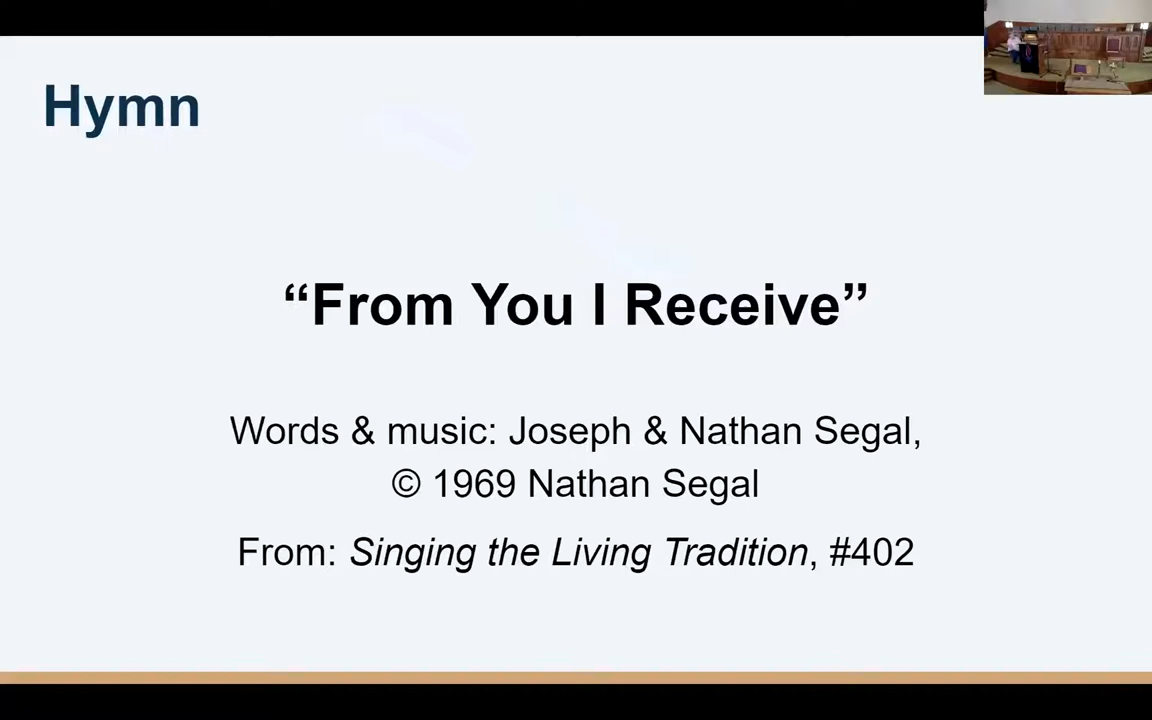 Hymn
“From You I Receive”
Words & music: Joseph & Nathan Segal,
© 1969 Nathan Segal
From: Singing the Living Tradition, #402